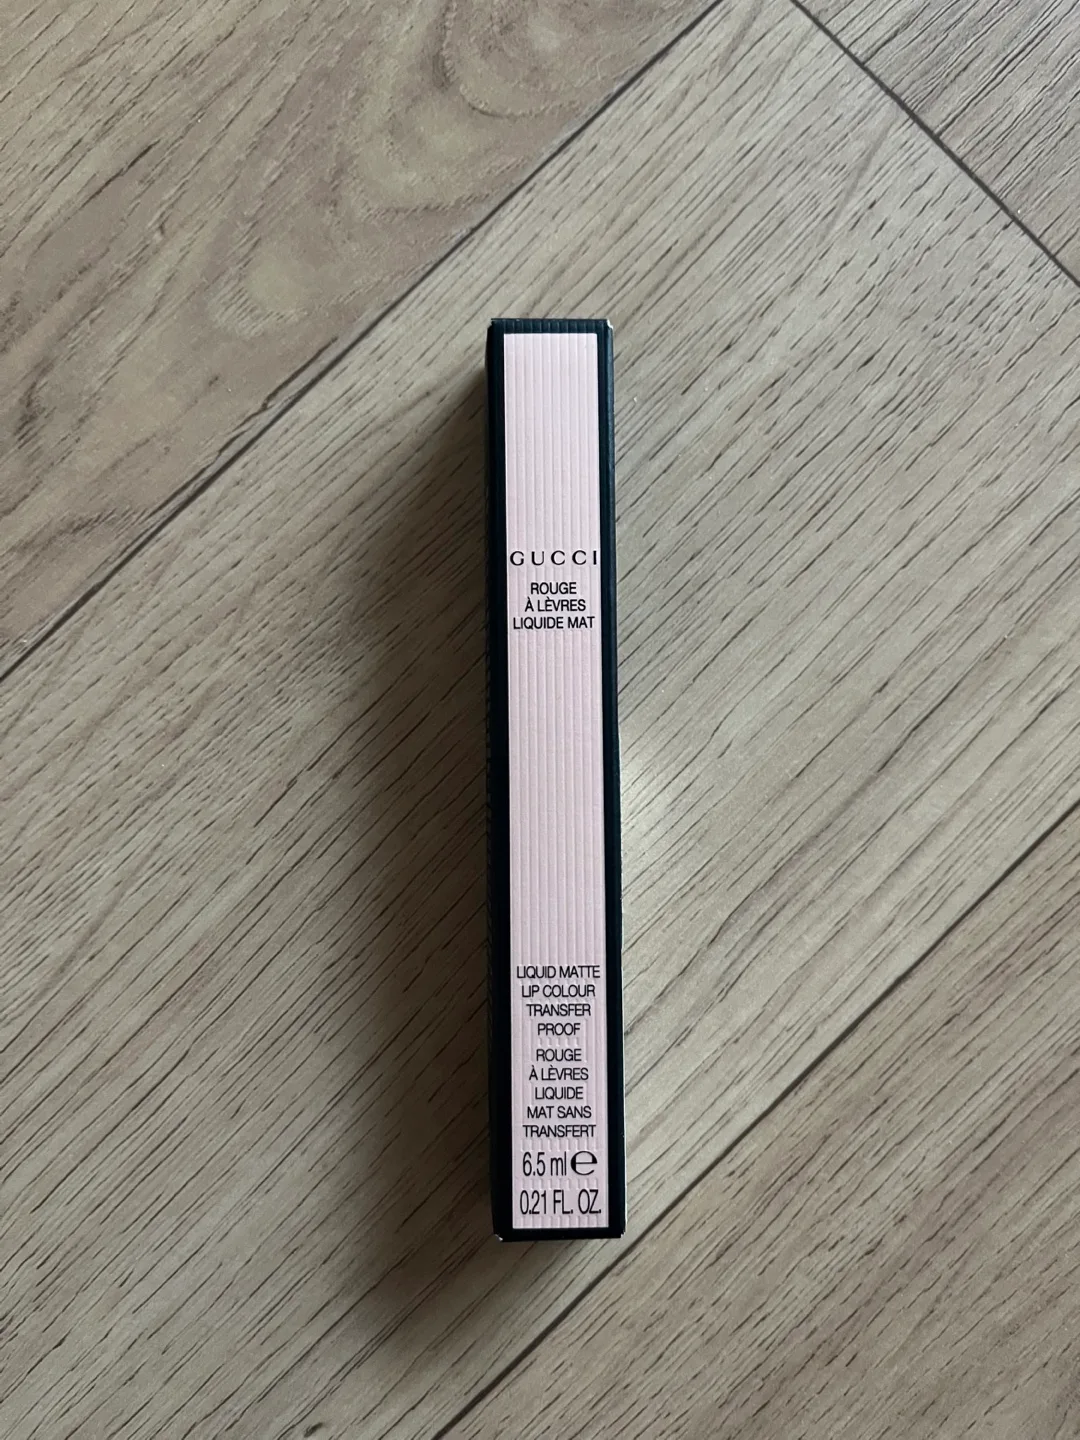 GUCCI
ROUGE
À LÈVRES
LIQUIDE MAT
LIQUID MATTE
LIP COLOUR
TRANSFER
PROOF
ROUGE
À LÈVRES
LIQUIDE
MAT SANS
TRANSFERT
6.5 ml ℮
0.21 FL. OZ.